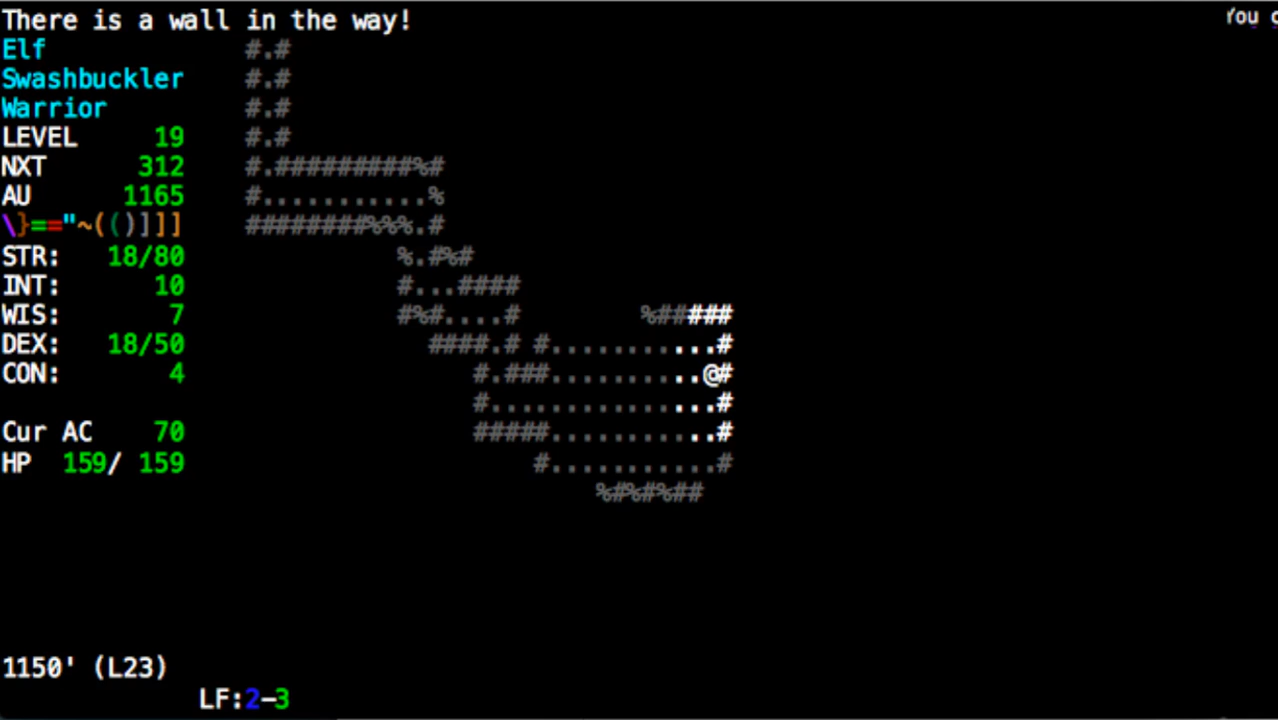 There is a wall in the way!
You
Elf #.#
Swashbuckler #.#
Warrior #.#
LEVEL 19 #.#
NXT 312 #.#########%#
AU 1165 #...........%
\}=="~(()]]] ########%%%.#
STR: 18/80 %.#%#
INT: 10 #...####
WIS: 7 #%#....# %#####
DEX: 18/50 ####.# #...........#
CON: 4 #.###..........@#
#...............#
Cur AC 70 #####...........#
HP 159/ 159 #...........#
%#%#%##
1150' (L23)
LF:2-3